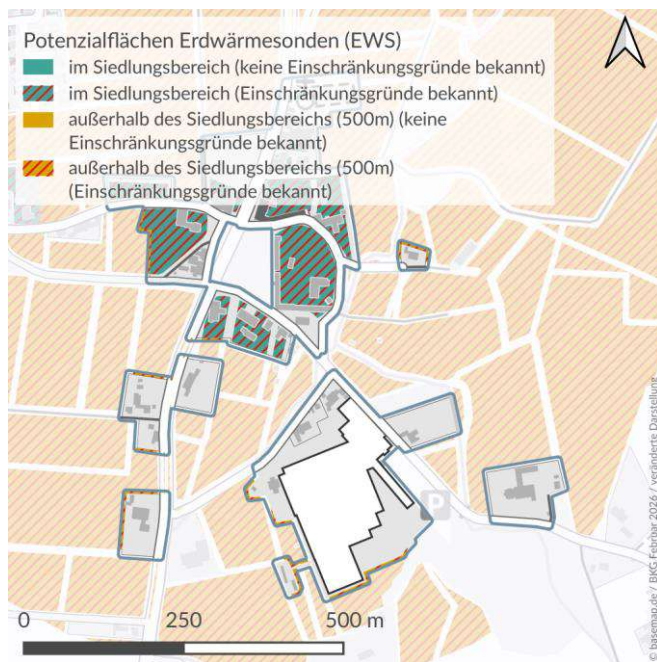 Potenzialflächen Erdwärmesonden (EWS)
im Siedlungsbereich (keine Einschränkungsgründe bekannt)
im Siedlungsbereich (Einschränkungsgründe bekannt)
außerhalb des Siedlungsbereichs (500m) (keine
Einschränkungsgründe bekannt)
außerhalb des Siedlungsbereichs (500m)
(Einschränkungsgründe bekannt)
P
0 250 500 m
© basemap.de / BKG Februar 2026 / veränderte Darstellung